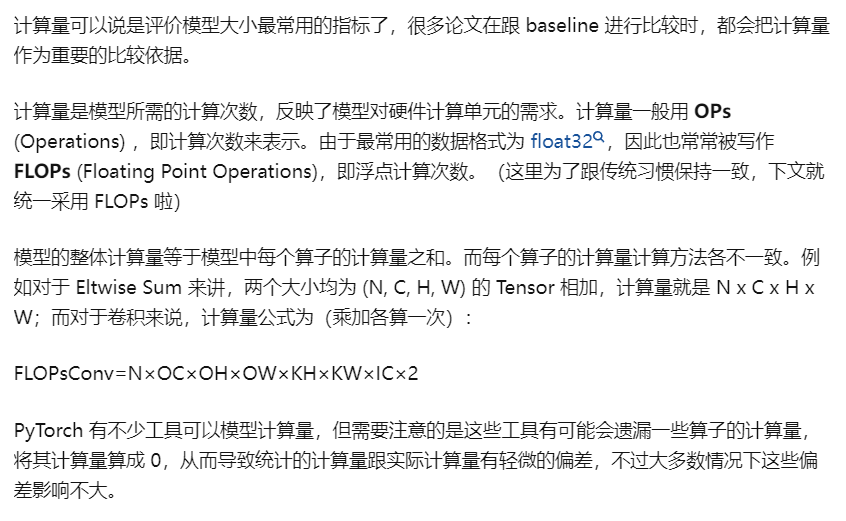 计算量可以说是评价模型大小最常用的指标了，很多论文在跟 baseline 进行比较时，都会把计算量
作为重要的比较依据。
计算量是模型所需的计算次数，反映了模型对硬件计算单元的需求。计算量一般用 OPs
(Operations) ，即计算次数来表示。由于最常用的数据格式为 float32，因此也常常被写作
FLOPs (Floating Point Operations)，即浮点计算次数。（这里为了跟传统习惯保持一致，下文就
统一采用 FLOPs 啦）
模型的整体计算量等于模型中每个算子的计算量之和。而每个算子的计算量计算方法各不一致。例
如对于 Eltwise Sum 来讲，两个大小均为 (N, C, H, W) 的 Tensor 相加，计算量就是 N x C x H x
W；而对于卷积来说，计算量公式为（乘加各算一次）：
FLOPsConv=N×OC×OH×OW×KH×KW×IC×2
PyTorch 有不少工具可以模型计算量，但需要注意的是这些工具有可能会遗漏一些算子的计算量，
将其计算量算成 0，从而导致统计的计算量跟实际计算量有轻微的偏差，不过大多数情况下这些偏
差影响不大。